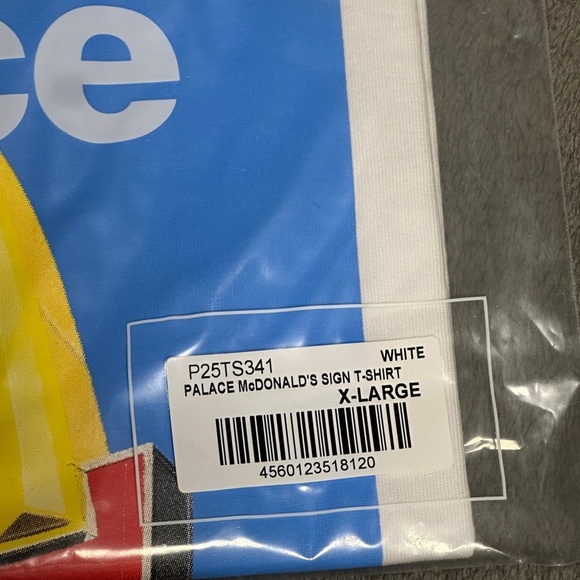 ce
P25TS341 WHITE
PALACE McDONALD'S SIGN T-SHIRT
X-LARGE
4560123518120